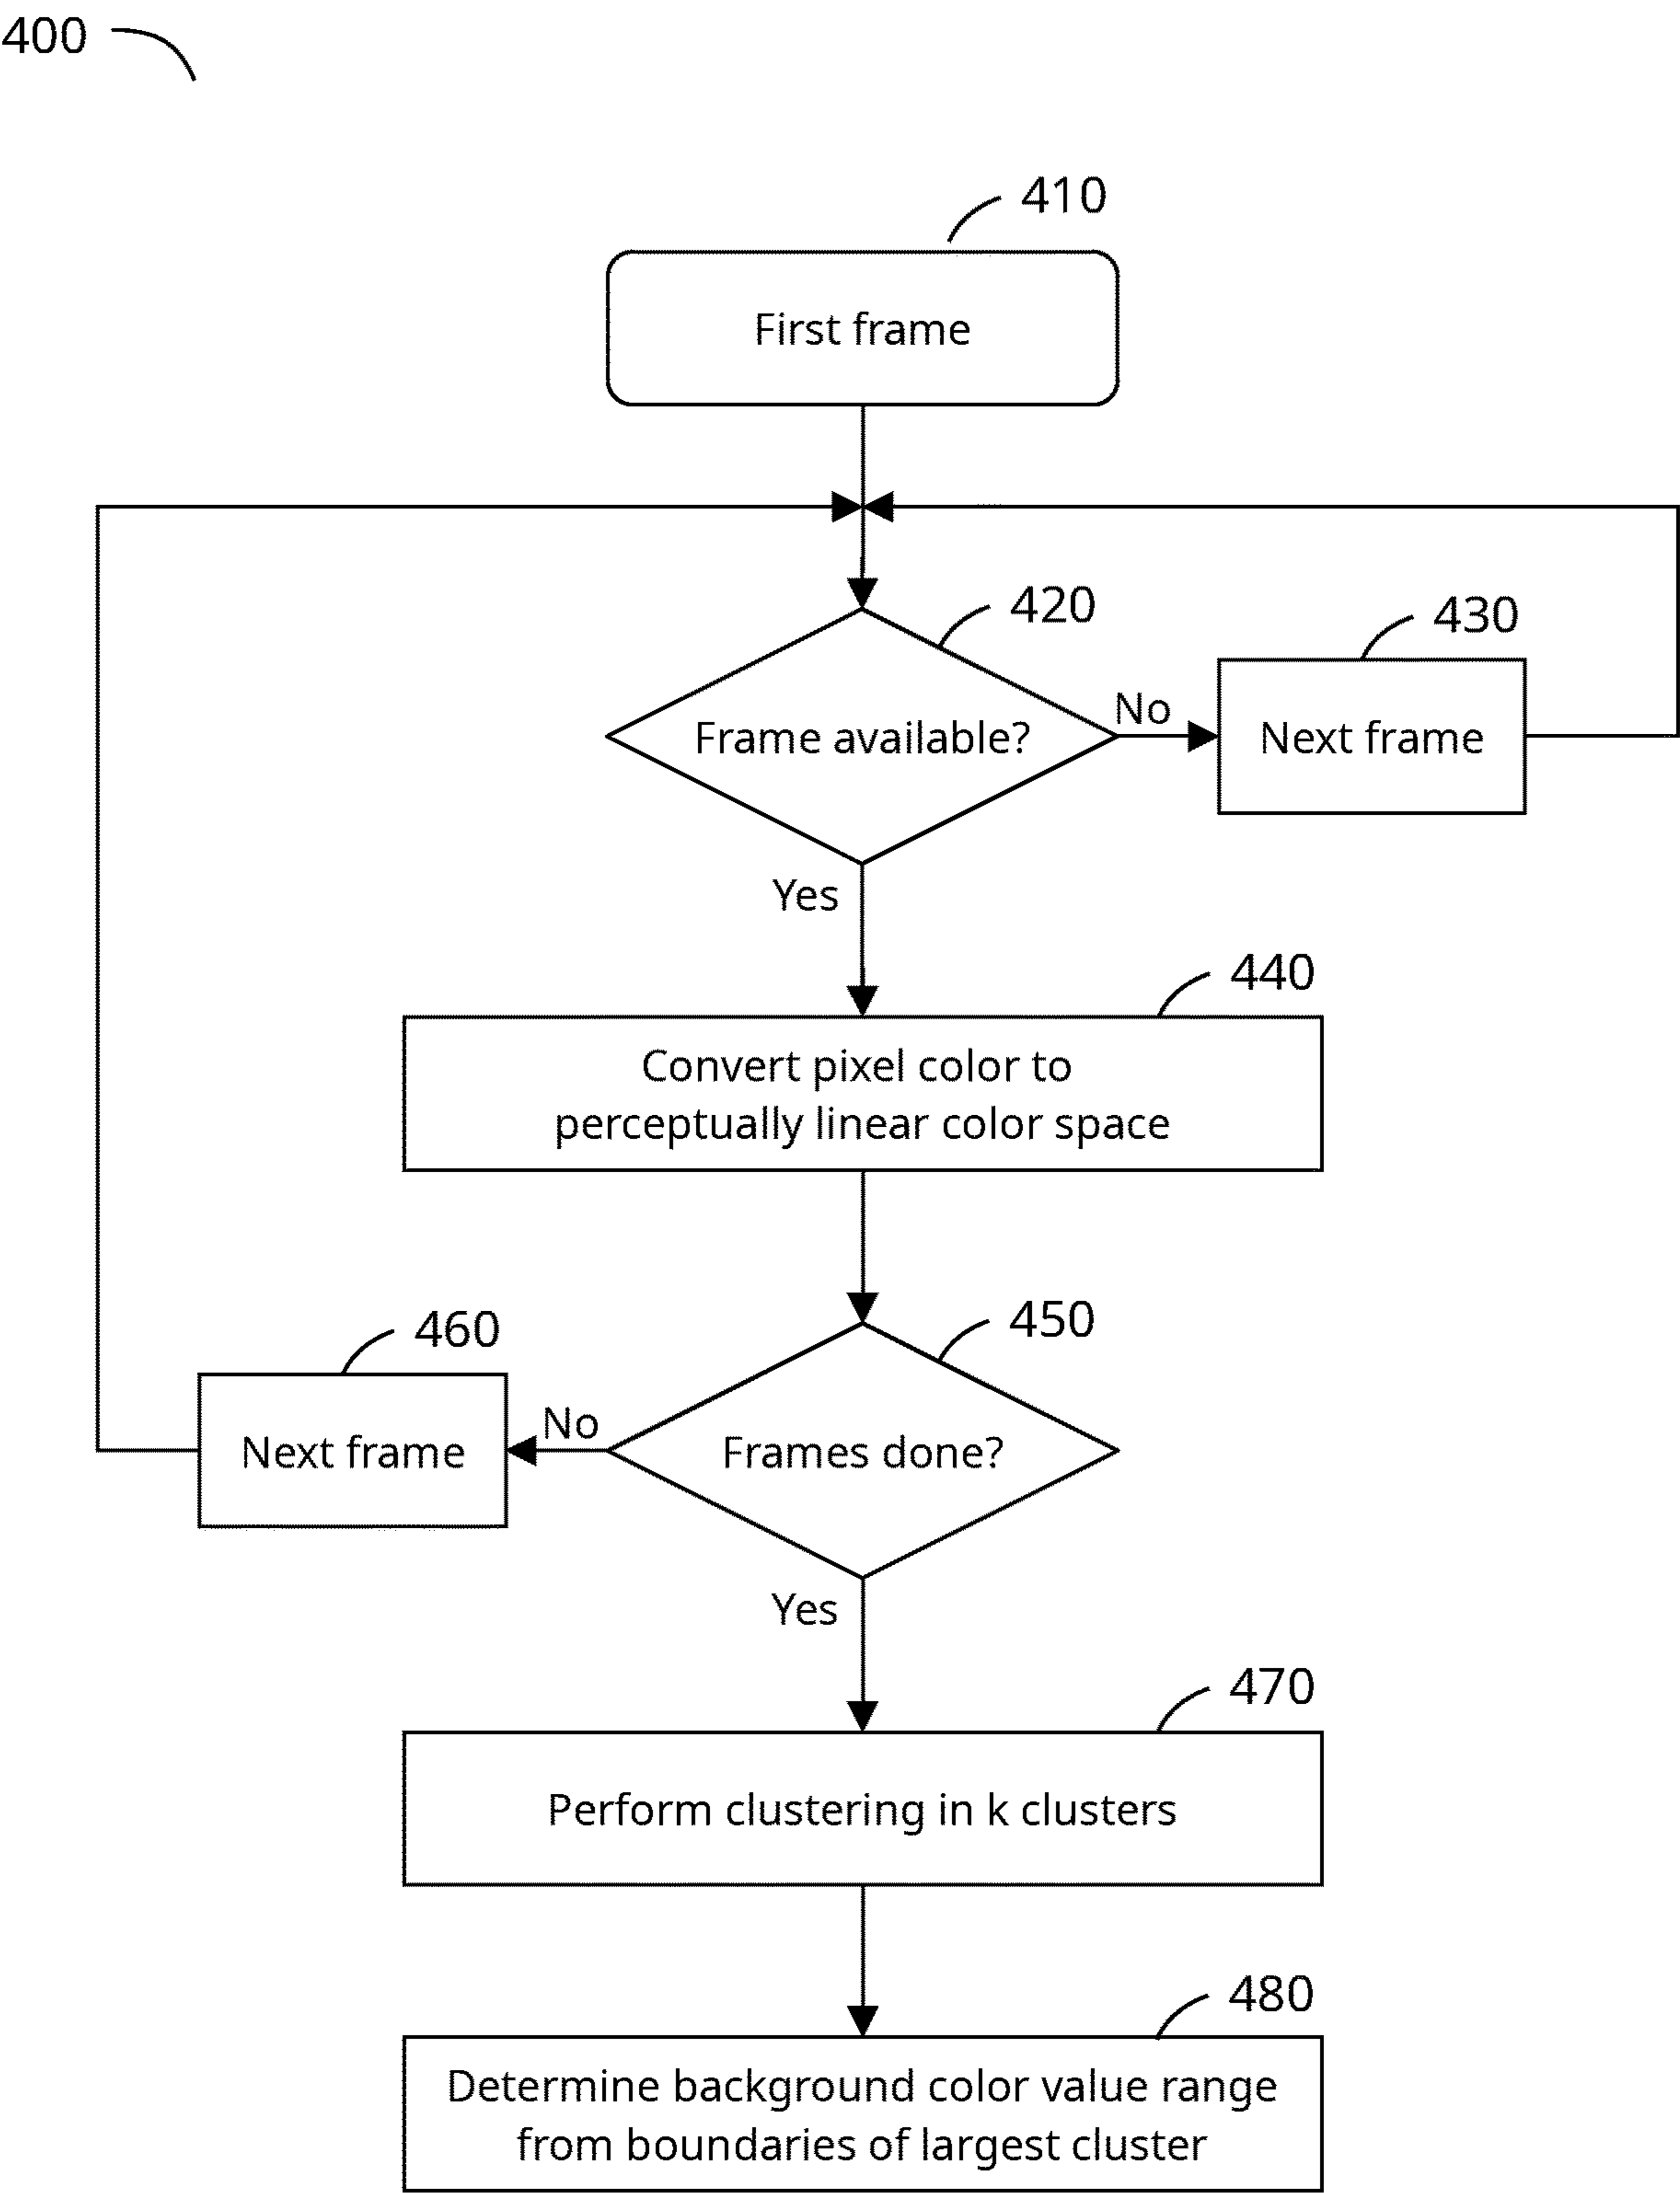 400
410
First frame
420
430
Frame available?
No
Next frame
Yes
440
Convert pixel color to
perceptually linear color space
450
460
Frames done?
No
Next frame
Yes
470
Perform clustering in k clusters
480
Determine background color value range
from boundaries of largest cluster